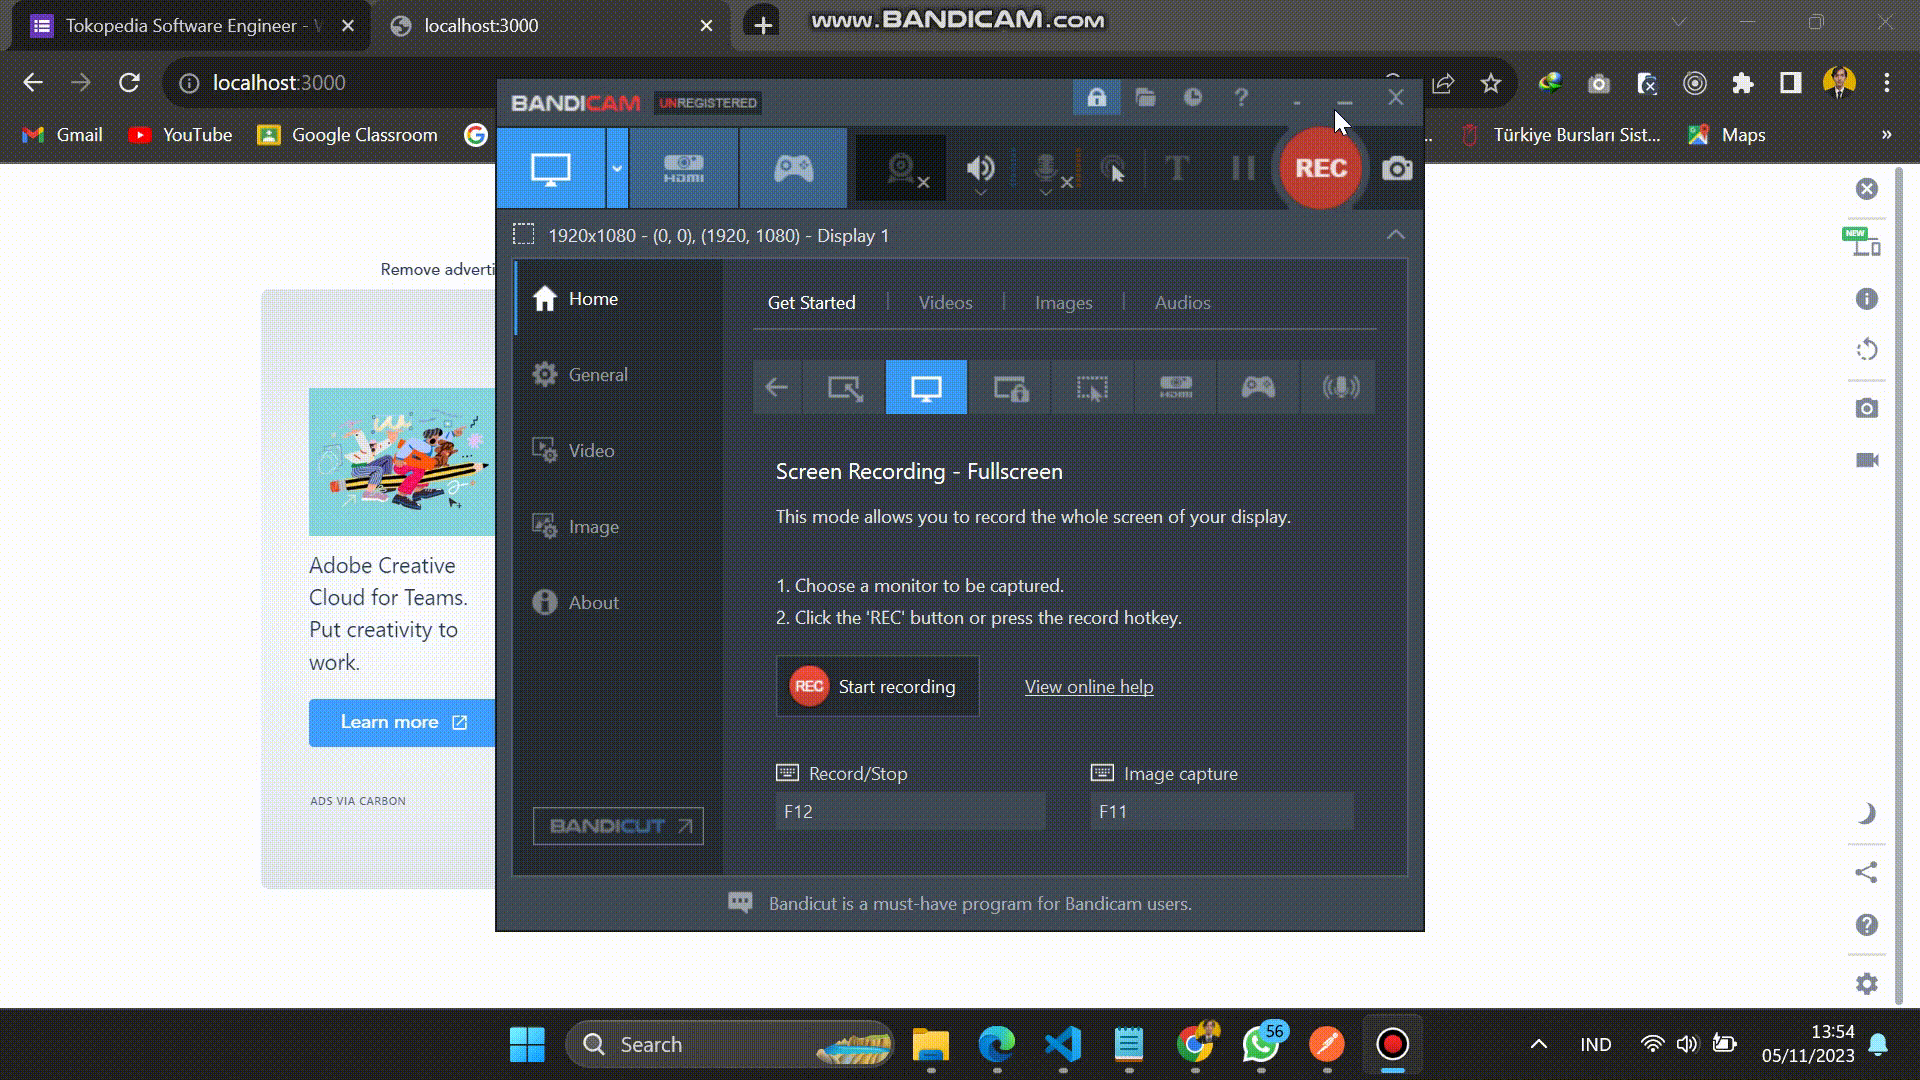 Tokopedia Software Engineer -
localhost:3000
www.BANDICAM.com
localhost:3000
Gmail
YouTube
Google Classroom
Türkiye Bursları Sist...
Maps
»
BANDICAM
UNREGISTERED
HDMI
REC
1920x1080 - (0, 0), (1920, 1080) - Display 1
Remove adverti
Home
General
Video
Image
About
BANDICUT
Get Started
Videos
Images
Audios
HDMI
Screen Recording - Fullscreen
This mode allows you to record the whole screen of your display.
1. Choose a monitor to be captured.
2. Click the 'REC' button or press the record hotkey.
REC Start recording
View online help
Record/Stop
Image capture
F12
F11
Bandicut is a must-have program for Bandicam users.
Adobe Creative
Cloud for Teams.
Put creativity to
work.
Learn more
ADS VIA CARBON
NEW
Search
56
IND
13:54
05/11/2023